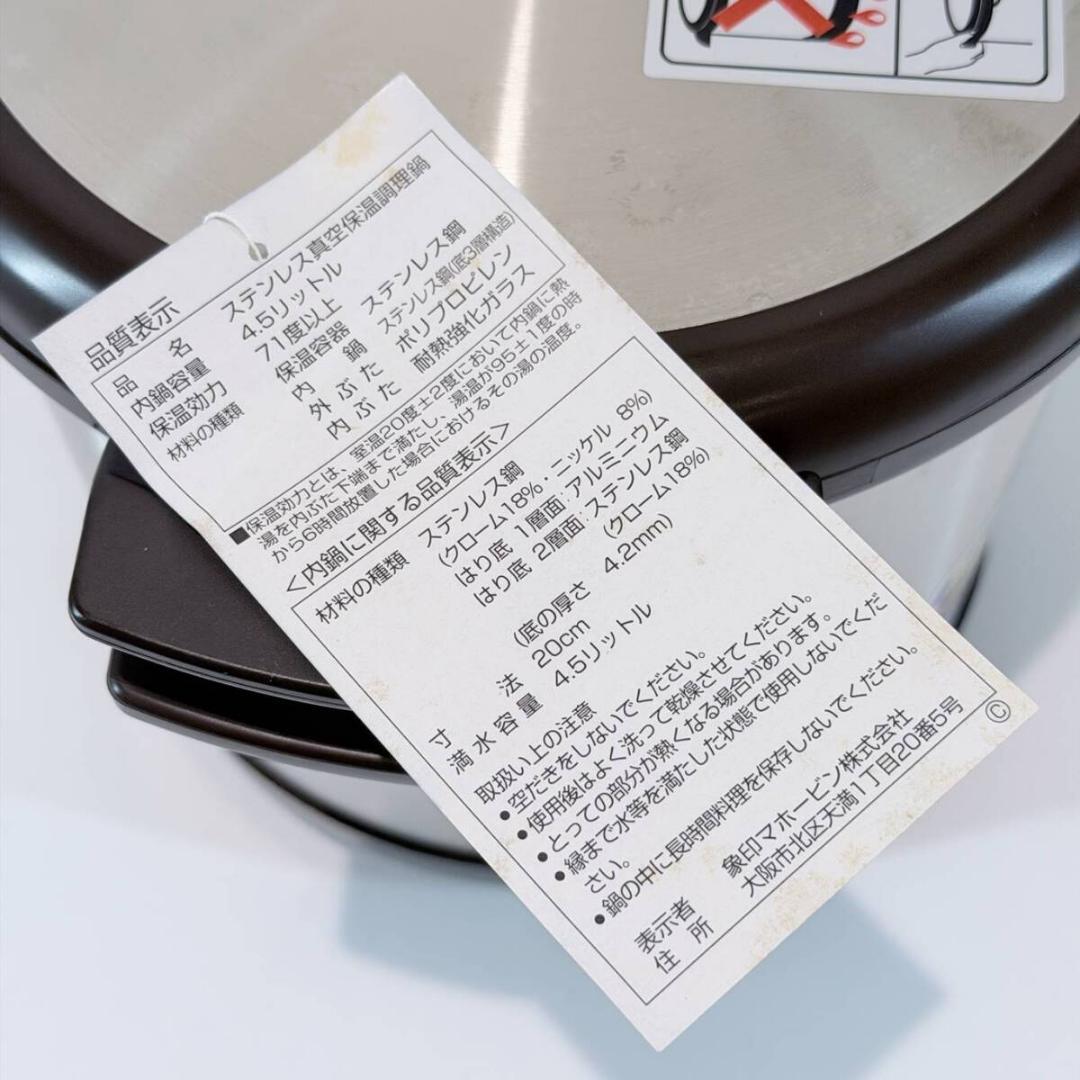 品質表示
品 名 ステンレス真空保温調理鍋
内鍋容量 4.5リットル
保温効力 71度以上
材料の種類 保温容器 ステンレス鋼
内 鍋 ステンレス鋼(底3層構造)
外ぶた ポリプロピレン
内ぶた 耐熱強化ガラス
■保温効力とは、室温20度±2度において内鍋に熱
湯を内ぶた下端まで満たし、湯温が95±1度の時
から6時間放置した場合におけるその湯の温度。
<内鍋に関する品質表示>
材料の種類 ステンレス鋼
(クローム18%・ニッケル 8%)
はり底 1層面:アルミニウム
はり底 2層面:ステンレス鋼
(クローム18%)
(底の厚さ 4.2mm)
寸 法 20cm
満水容量 4.5リットル
取扱い上の注意
●空だきをしないでください。
●使用後はよく洗って乾燥させてください。
●とっての部分が熱くなる場合があります。
●縁まで水等を満たした状態で使用しないでくだ
さい。
●鍋の中に長時間料理を保存しないでください。
表示者 象印マホービン株式会社
住 所 大阪市北区天満1丁目20番5号
Ⓒ